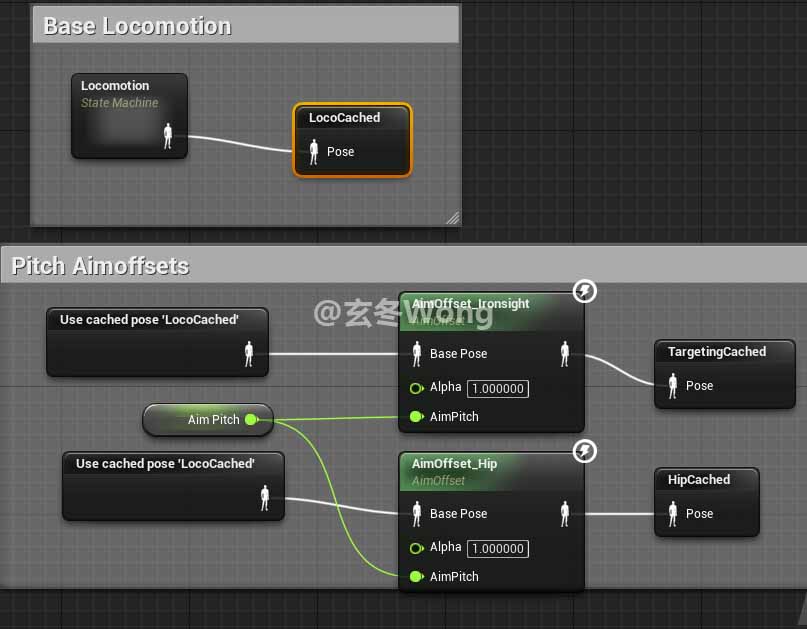 Base Locomotion
Locomotion
State Machine
LocoCached
Pose
Pitch Aimoffsets
@玄冬Wong
Use cached pose 'LocoCached'
AimOffset_Ironsight
AimOffset
Base Pose
Alpha 1.000000
AimPitch
TargetingCached
Pose
Aim Pitch
Use cached pose 'LocoCached'
AimOffset_Hip
AimOffset
Base Pose
Alpha 1.000000
AimPitch
HipCached
Pose